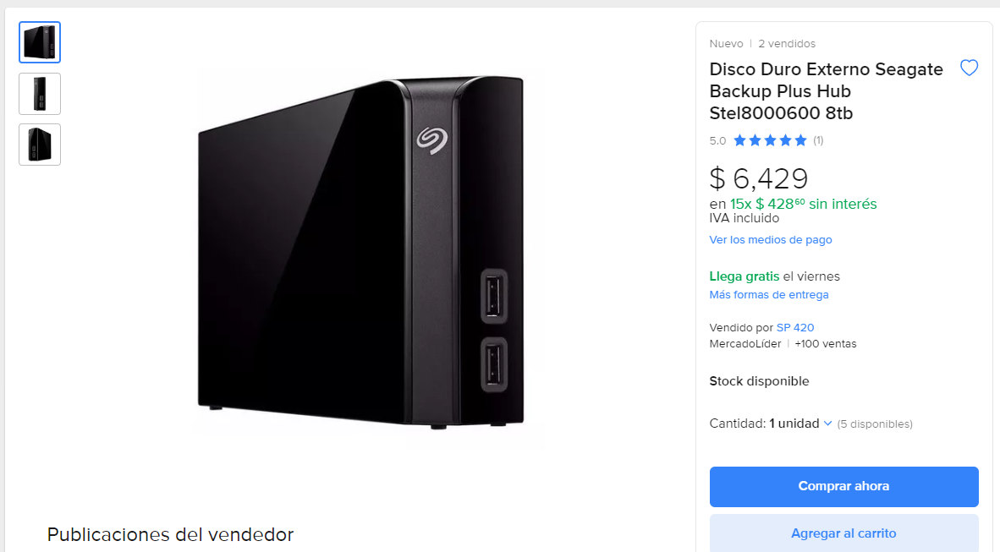 Nuevo | 2 vendidos
Disco Duro Externo Seagate
Backup Plus Hub
Stel8000600 8tb
5.0 (1)
$ 6,429
en 15x $ 428⁶⁰ sin interés
IVA incluido
Ver los medios de pago
Llega gratis el viernes
Más formas de entrega
Vendido por SP 420
MercadoLíder | +100 ventas
Stock disponible
Cantidad: 1 unidad (5 disponibles)
Comprar ahora
Agregar al carrito
Publicaciones del vendedor